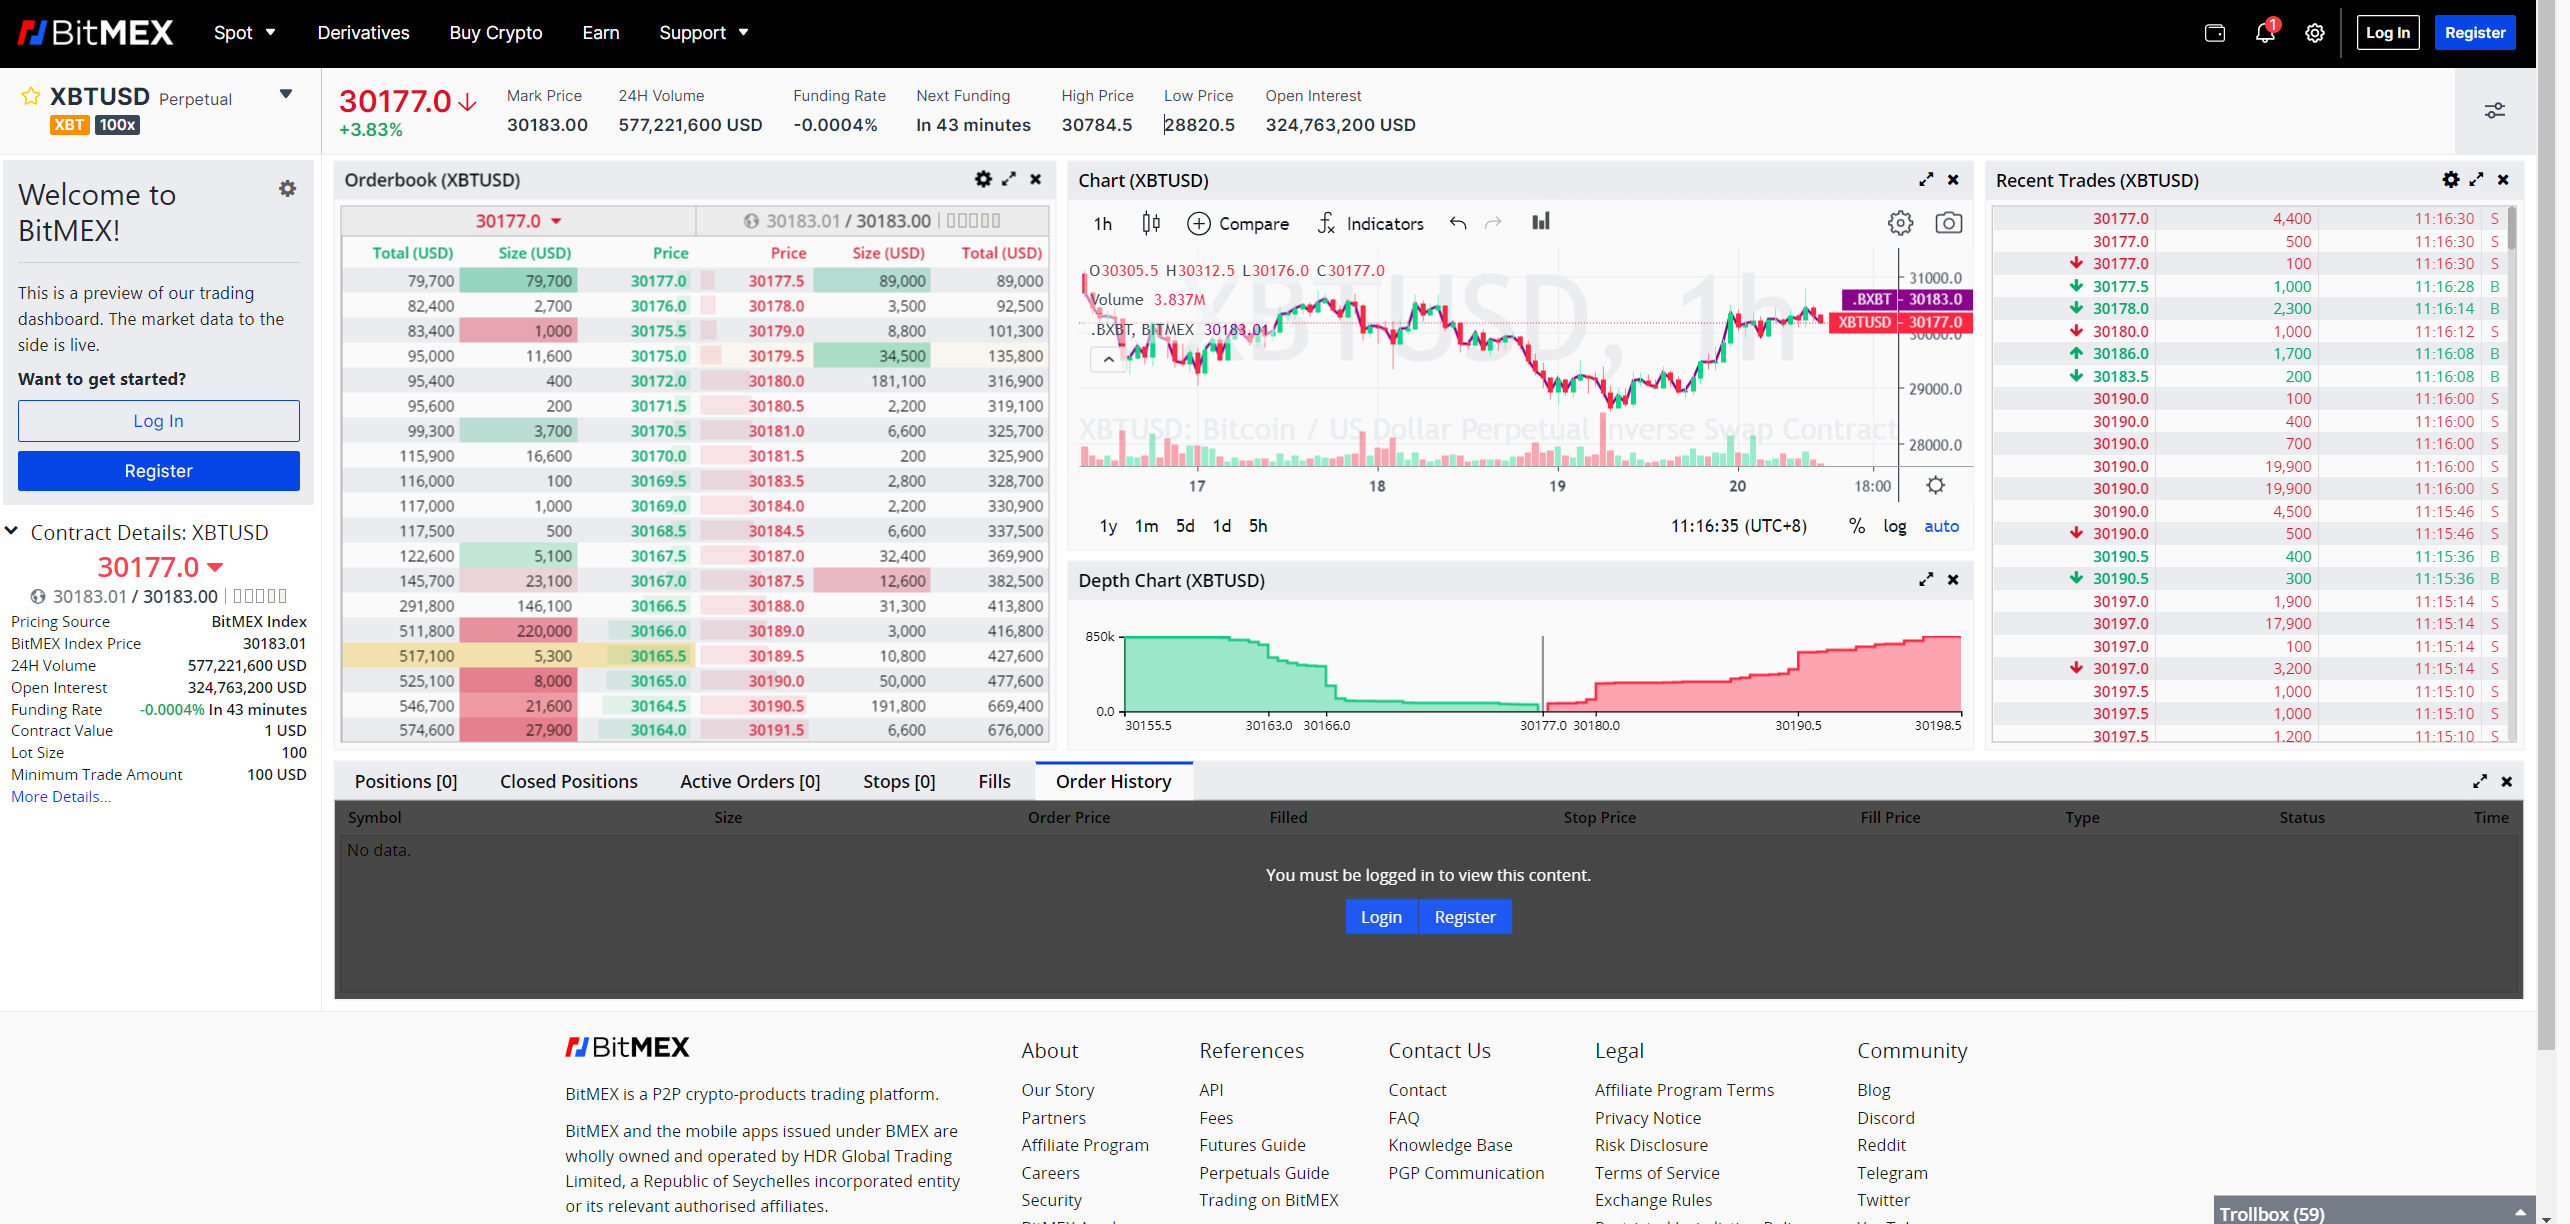 BitMEX
Spot
Derivatives
Buy Crypto
Earn
Support
1
Log In
Register
XBTUSD Perpetual
XBT 100x
30177.0
+3.83%
Mark Price
30183.00
24H Volume
577,221,600 USD
Funding Rate
-0.0004%
Next Funding
In 43 minutes
High Price
30784.5
Low Price
28820.5
Open Interest
324,763,200 USD
Welcome to
BitMEX!
This is a preview of our trading
dashboard. The market data to the
side is live.
Want to get started?
Log In
Register
Contract Details: XBTUSD
30177.0
30183.01 / 30183.00
Pricing Source BitMEX Index
BitMEX Index Price 30183.01
24H Volume 577,221,600 USD
Open Interest 324,763,200 USD
Funding Rate -0.0004% In 43 minutes
Contract Value 1 USD
Lot Size 100
Minimum Trade Amount 100 USD
More Details...
Orderbook (XBTUSD)
30177.0 30183.01 / 30183.00
Total (USD) Size (USD) Price Price Size (USD) Total (USD)
79,700 79,700 30177.0 30177.5 89,000 89,000
82,400 2,700 30176.0 30178.0 3,500 92,500
83,400 1,000 30175.5 30179.0 8,800 101,300
95,000 11,600 30175.0 30179.5 34,500 135,800
95,400 400 30172.0 30180.0 181,100 316,900
95,600 200 30171.5 30180.5 2,200 319,100
99,300 3,700 30170.5 30181.0 6,600 325,700
115,900 16,600 30170.0 30181.5 200 325,900
116,000 100 30169.5 30183.5 2,800 328,700
117,000 1,000 30169.0 30184.0 2,200 330,900
117,500 500 30168.5 30184.5 6,600 337,500
122,600 5,100 30167.5 30187.0 32,400 369,900
145,700 23,100 30167.0 30187.5 12,600 382,500
291,800 146,100 30166.5 30188.0 31,300 413,800
511,800 220,000 30166.0 30189.0 3,000 416,800
517,100 5,300 30165.5 30189.5 10,800 427,600
525,100 8,000 30165.0 30190.0 50,000 477,600
546,700 21,600 30164.5 30190.5 191,800 669,400
574,600 27,900 30164.0 30191.5 6,600 676,000
Chart (XBTUSD)
1h
Compare
Indicators
XBTUSD, 1h
XBTUSD: Bitcoin / US Dollar Perpetual Inverse Swap Contract
O30305.5 H30312.5 L30176.0 C30177.0
Volume 3.837M
.BXBT, BITMEX 30183.01
31000.0
.BXBT 30183.0
XBTUSD 30177.0
30000.0
29000.0
28000.0
17 18 19 20 18:00
1y 1m 5d 1d 5h
11:16:35 (UTC+8) % log auto
Depth Chart (XBTUSD)
850k
0.0
30155.5 30163.0 30166.0 30177.0 30180.0 30190.5 30198.5
Recent Trades (XBTUSD)
30177.0 4,400 11:16:30 S
30177.0 500 11:16:30 S
30177.0 100 11:16:30 S
30177.5 1,000 11:16:28 B
30178.0 2,300 11:16:14 B
30180.0 1,000 11:16:12 S
30186.0 1,700 11:16:08 B
30183.5 200 11:16:08 B
30190.0 100 11:16:00 S
30190.0 400 11:16:00 S
30190.0 700 11:16:00 S
30190.0 19,900 11:16:00 S
30190.0 19,900 11:16:00 S
30190.0 4,500 11:15:46 S
30190.0 500 11:15:46 S
30190.5 400 11:15:36 B
30190.5 300 11:15:36 B
30197.0 1,900 11:15:14 S
30197.0 17,900 11:15:14 S
30197.0 100 11:15:14 S
30197.0 3,200 11:15:14 S
30197.5 1,000 11:15:10 S
30197.5 1,000 11:15:10 S
30197.5 1,200 11:15:10 S
Positions [0]
Closed Positions
Active Orders [0]
Stops [0]
Fills
Order History
Symbol Size Order Price Filled Stop Price Fill Price Type Status Time
No data.
You must be logged in to view this content.
Login
Register
BitMEX
BitMEX is a P2P crypto-products trading platform.
BitMEX and the mobile apps issued under BMEX are
wholly owned and operated by HDR Global Trading
Limited, a Republic of Seychelles incorporated entity
or its relevant authorised affiliates.
About
Our Story
Partners
Affiliate Program
Careers
Security
References
API
Fees
Futures Guide
Perpetuals Guide
Trading on BitMEX
Contact Us
Contact
FAQ
Knowledge Base
PGP Communication
Legal
Affiliate Program Terms
Privacy Notice
Risk Disclosure
Terms of Service
Exchange Rules
Community
Blog
Discord
Reddit
Telegram
Twitter
Trollbox (59)